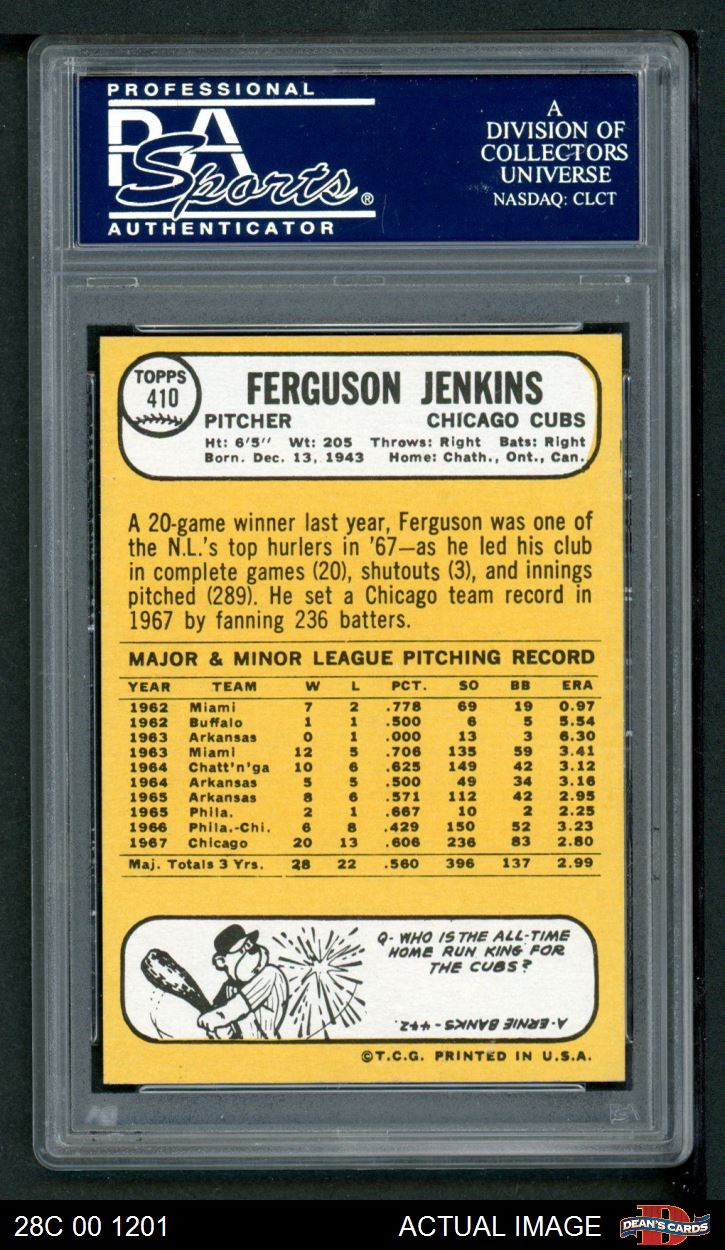 PROFESSIONAL
PSA
Sports®
AUTHENTICATOR
A
DIVISION OF
COLLECTORS
UNIVERSE
NASDAQ: CLCT
TOPPS
410
FERGUSON JENKINS
PITCHER CHICAGO CUBS
Ht: 6'5'' Wt: 205 Throws: Right Bats: Right
Born. Dec. 13, 1943 Home: Chath., Ont., Can.
A 20-game winner last year, Ferguson was one of
the N.L.'s top hurlers in '67—as he led his club
in complete games (20), shutouts (3), and innings
pitched (289). He set a Chicago team record in
1967 by fanning 236 batters.
MAJOR & MINOR LEAGUE PITCHING RECORD
YEAR TEAM W L PCT. SO BB ERA
1962 Miami 7 2 .778 69 19 0.97
1962 Buffalo 1 1 .500 6 5 5.54
1963 Arkansas 0 1 .000 13 3 6.30
1963 Miami 12 5 .706 135 59 3.41
1964 Chatt'n'ga 10 6 .625 149 42 3.12
1964 Arkansas 5 5 .500 49 34 3.16
1965 Arkansas 8 6 .571 112 42 2.95
1965 Phila. 2 1 .667 10 2 2.25
1966 Phila.-Chi. 6 8 .429 150 52 3.23
1967 Chicago 20 13 .606 236 83 2.80
Maj. Totals 3 Yrs. 28 22 .560 396 137 2.99
Q- WHO IS THE ALL-TIME
HOME RUN KING FOR
THE CUBS?
A-ERNIE BANKS - 442.
©T.C.G. PRINTED IN U.S.A.
28C 00 1201 ACTUAL IMAGE
DEAN'S CARDS